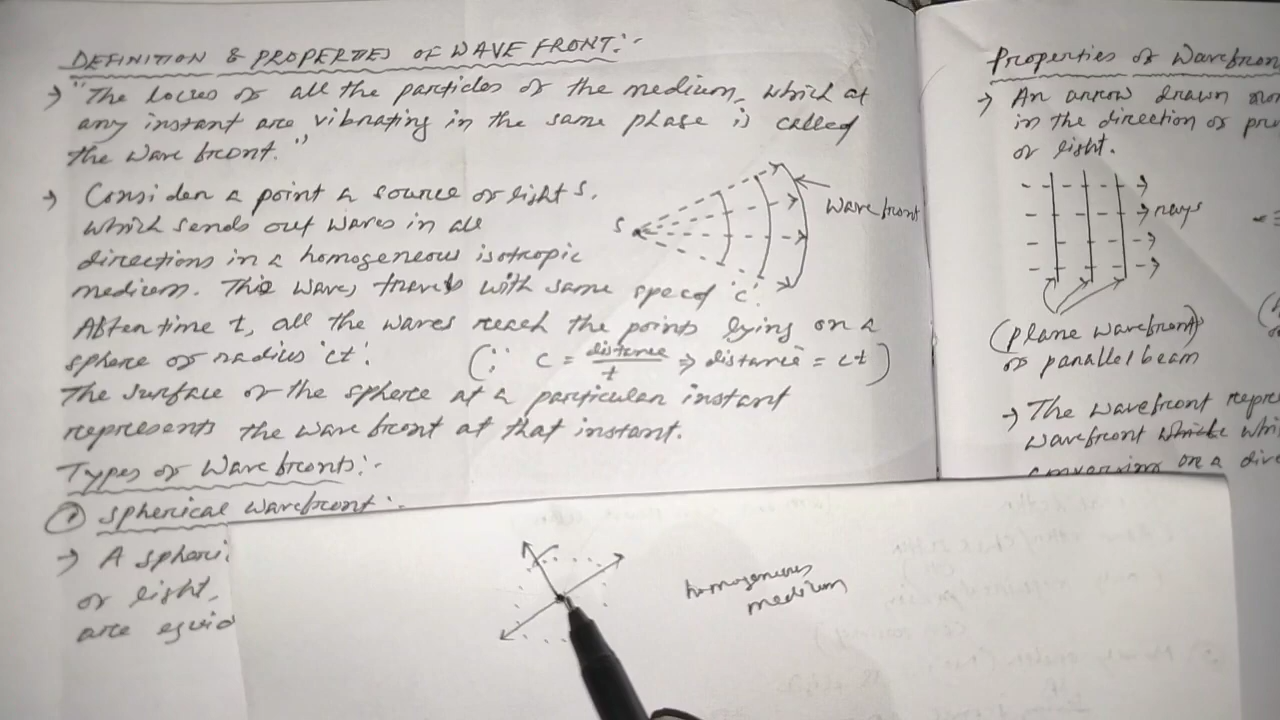 DEFINITION & PROPERTIES OF WAVE FRONT:-
→ "The locus of all the particles of the medium, which at
any instant are vibrating in the same phase is called
the wave front."
→ Consider a point a source of light S.
which sends out waves in all
directions in a homogeneous isotropic
medium. This waves travels with same speed 'c'.
S
Wavefront
After time t, all the waves reach the points lying on a
sphere of radius 'ct'. (∵ c = distance/t ⇒ distance = ct)
The surface of the sphere at a particular instant
represents the wave front at that instant.
Types of Wavefronts:-
① Spherical wavefront:-
→ A spheri
of light,
are equid
homogeneous
medium
Properties of Wavefron
→ An arrow drawn nor
in the direction of pr
of light.
→ rays
(plane wavefront)
of parallel beam
→ The wavefront repre
wavefront which whi
on a dive